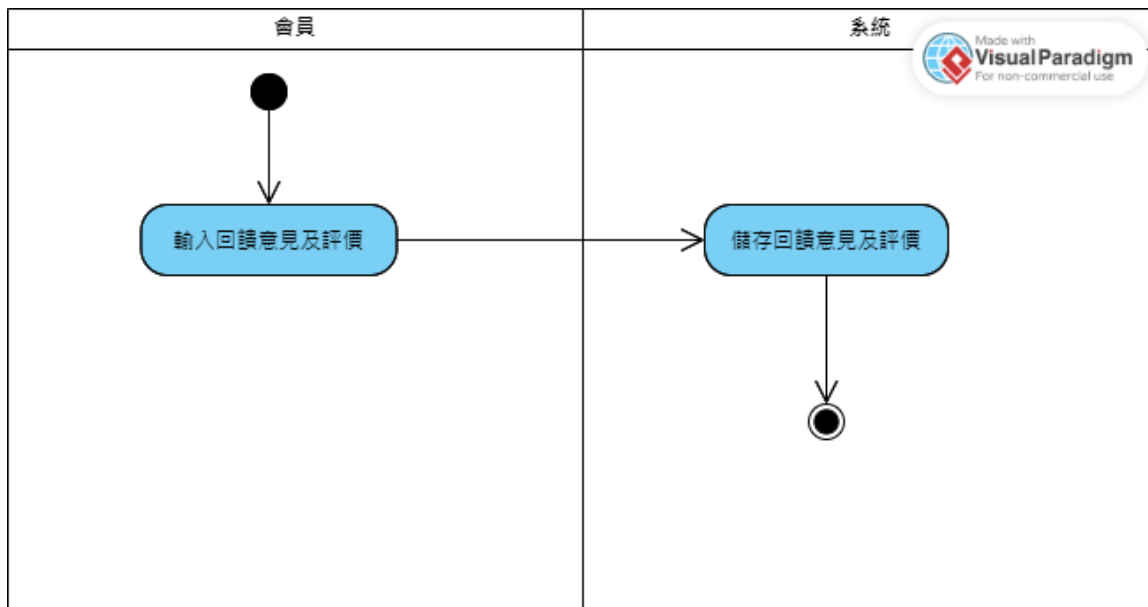 會員
系統
Made with
Visual Paradigm
For non-commercial use
輸入回饋意見及評價
儲存回饋意見及評價